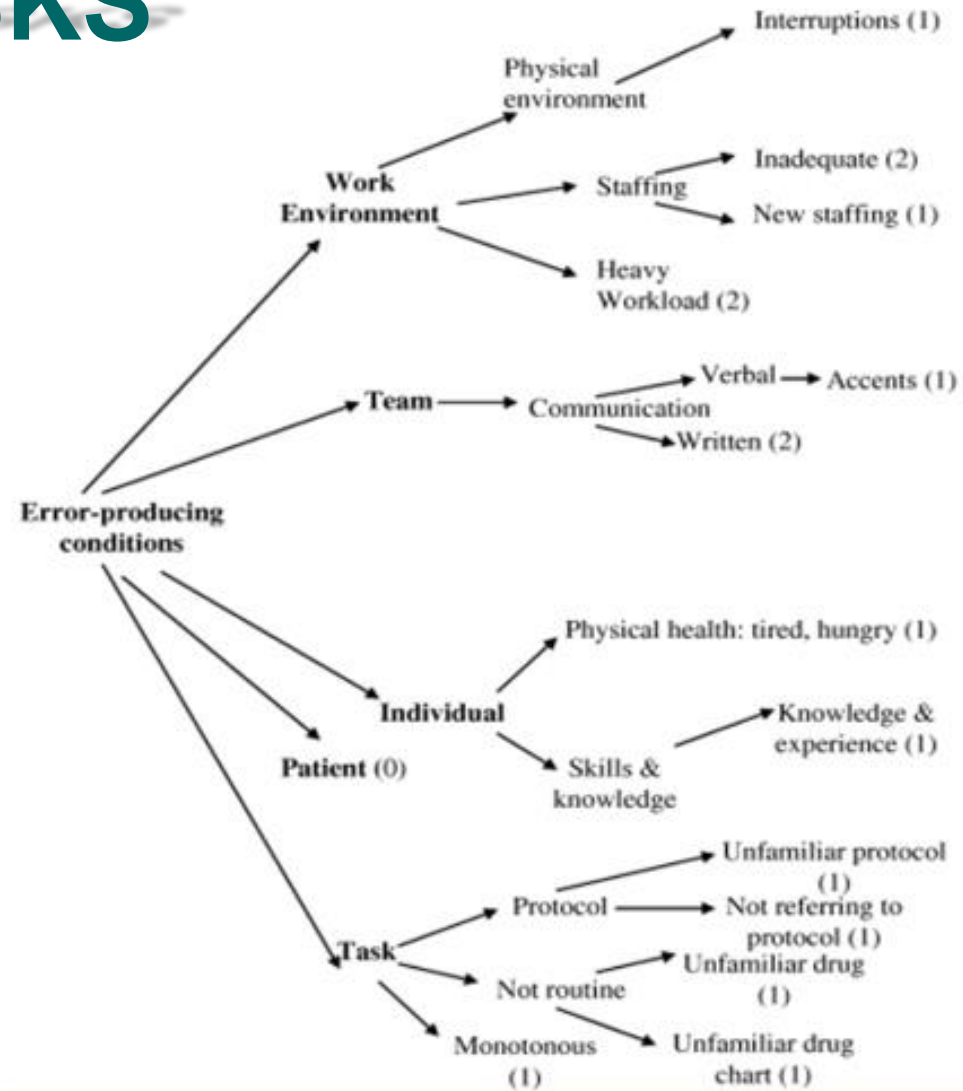 SKS
Interruptions (1)
Physical
environment
Work
Environment
Staffing
Inadequate (2)
New staffing (1)
Heavy
Workload (2)
Team
Communication
Verbal
Accents (1)
Written (2)
Error-producing
conditions
Individual
Physical health: tired, hungry (1)
Skills &
knowledge
Knowledge &
experience (1)
Patient (0)
Task
Protocol
Unfamiliar protocol
(1)
Not referring to
protocol (1)
Not routine
Unfamiliar drug
(1)
Unfamiliar drug
chart (1)
Monotonous
(1)